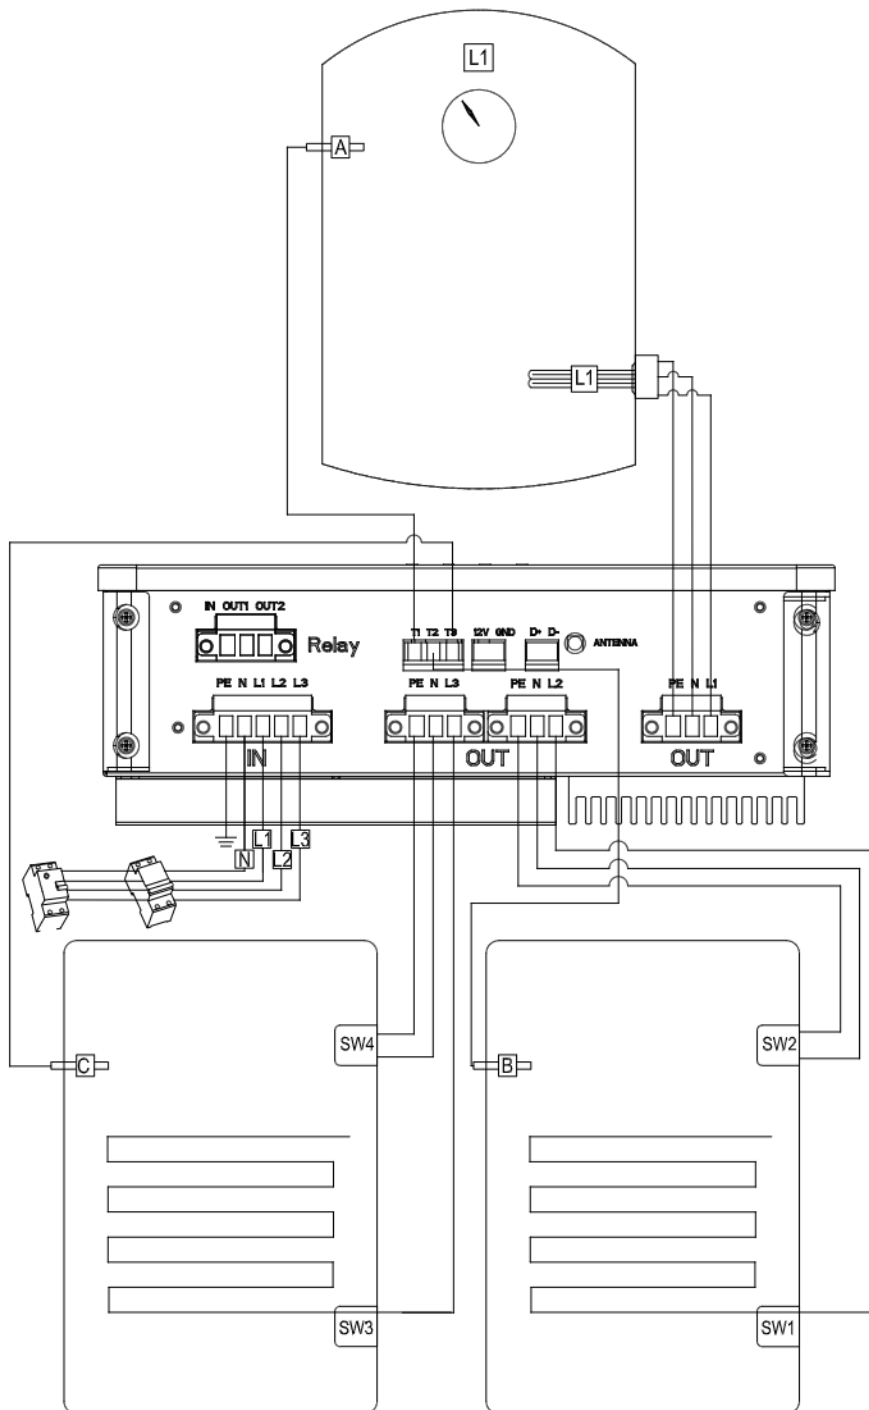 L1
A
L1
IN OUT1 OUT2
Relay
T1 T2 T3
12V GND
D+ D-
ANTENNA
PE N L1 L2 L3
PE N L3
PE N L2
PE N L1
IN
OUT
OUT
L1
L3
N
L2
SW4
SW2
C
B
SW3
SW1